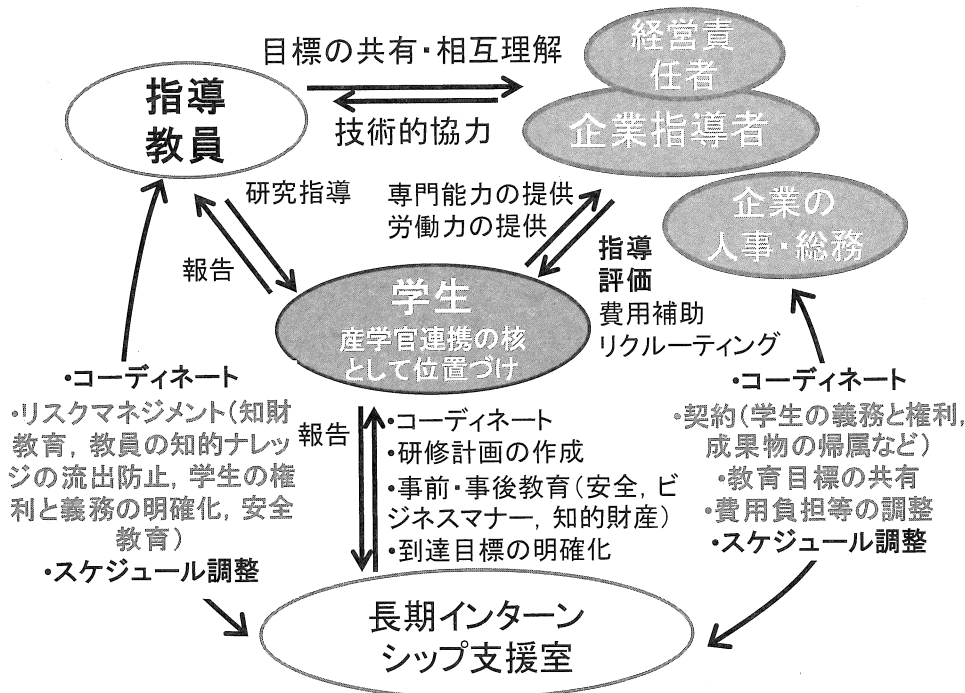 目標の共有・相互理解
経営責
任者
指導
教員
技術的協力
企業指導者
研究指導
専門能力の提供
労働力の提供
企業の
人事・総務
報告
指導
評価
費用補助
リクルーティング
学生
産学官連携の核
として位置づけ
・コーディネート
・リスクマネジメント(知財
教育, 教員の知的ナレッ
ジの流出防止, 学生の権
利と義務の明確化, 安全
教育)
・スケジュール調整
報告
・コーディネート
・研修計画の作成
・事前・事後教育(安全, ビ
ジネスマナー, 知的財産)
・到達目標の明確化
・コーディネート
・契約(学生の義務と権利,
成果物の帰属など)
・教育目標の共有
・費用負担等の調整
・スケジュール調整
長期インターン
シップ支援室